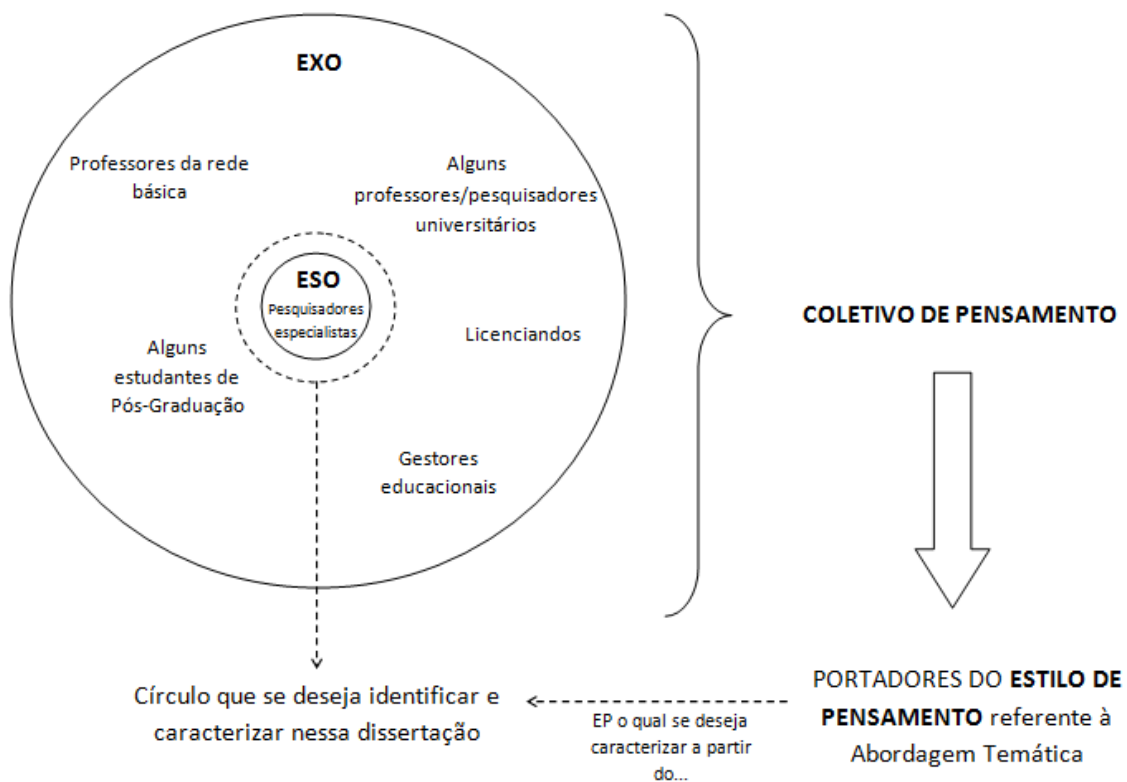 EXO
Professores da rede
básica
Alguns
professores/pesquisadores
universitários
ESO
Pesquisadores
especialistas
Licenciandos
Alguns
estudantes de
Pós-Graduação
Gestores
educacionais
COLETIVO DE PENSAMENTO
PORTADORES DO ESTILO DE
PENSAMENTO referente à
Abordagem Temática
EP o qual se deseja
caracterizar a partir
do...
Círculo que se deseja identificar e
caracterizar nessa dissertação